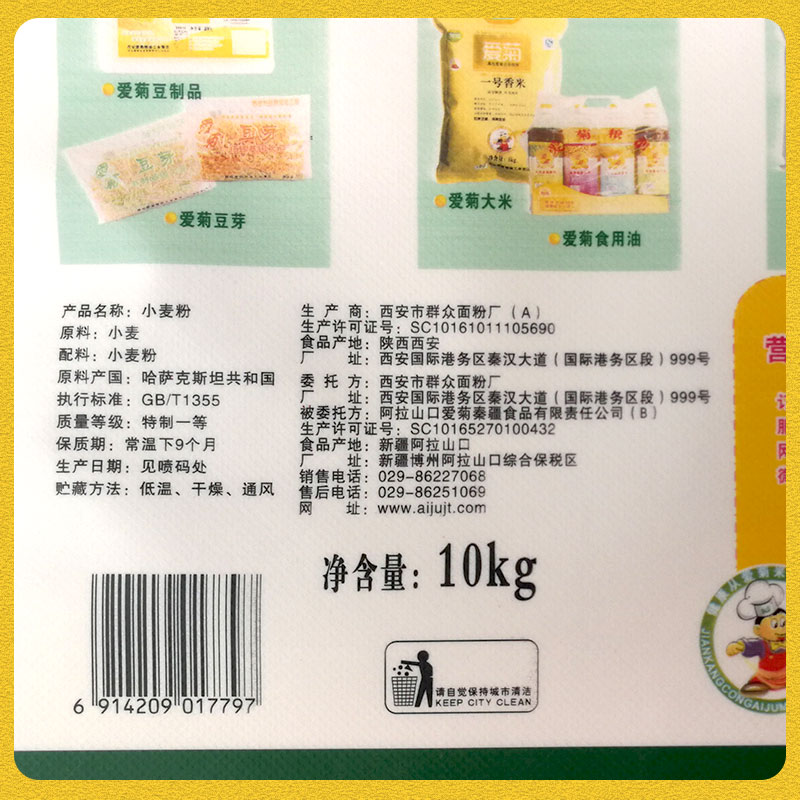 爱菊豆制品
豆芽
豆芽
爱菊豆芽
爱菊
一号香米
爱菊大米
爱菊食用油
产品名称：小麦粉
原料：小麦
配料：小麦粉
原料产国：哈萨克斯坦共和国
执行标准：GB/T1355
质量等级：特制一等
保质期：常温下9个月
生产日期：见喷码处
贮藏方法：低温、干燥、通风
生产商：西安市群众面粉厂（A）
生产许可证号：SC10161011105690
食品产地：陕西西安
厂址：西安国际港务区秦汉大道（国际港务区段）999号
委托方：西安市群众面粉厂
厂址：西安国际港务区秦汉大道（国际港务区段）999号
被委托方：阿拉山口爱菊秦疆食品有限责任公司（B）
生产许可证号：SC10165270100432
食品产地：新疆阿拉山口
厂址：新疆博州阿拉山口综合保税区
销售电话：029-86227068
售后电话：029-86251069
网址：www.aijujt.com
净含量：10kg
6 914209 017797
请自觉保持城市清洁
KEEP CITY CLEAN
营
JIANKANGCONGAIJU